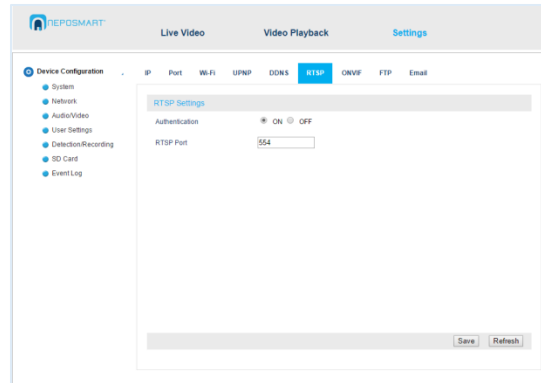 NEPOSMART
Live Video Video Playback Settings
Device Configuration
System
Network
Audio/Video
User Settings
Detection/Recording
SD Card
Event Log
IP Port Wi-Fi UPNP DDNS RTSP ONVIF FTP Email
RTSP Settings
Authentication ON OFF
RTSP Port 554
Save Refresh